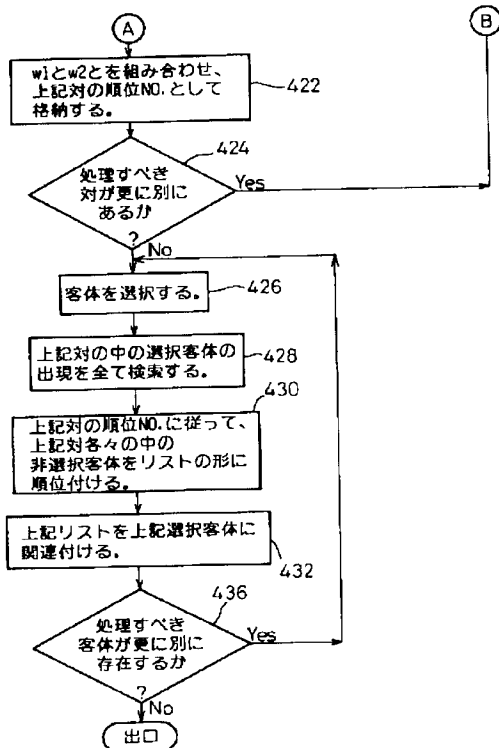 A
B
w1とw2とを組み合わせ、
上記対の順位NO.として
格納する。
422
424
処理すべき
対が更に別に
あるか
?
Yes
No
客体を選択する。
426
上記対の中の選択客体の
出現を全て検索する。
428
430
上記対の順位NO.に従って、
上記対各々の中の
非選択客体をリストの形に
順位付ける。
上記リストを上記選択客体に
関連付ける。
432
436
処理すべき
客体が更に別に
存在するか
?
Yes
No
出口